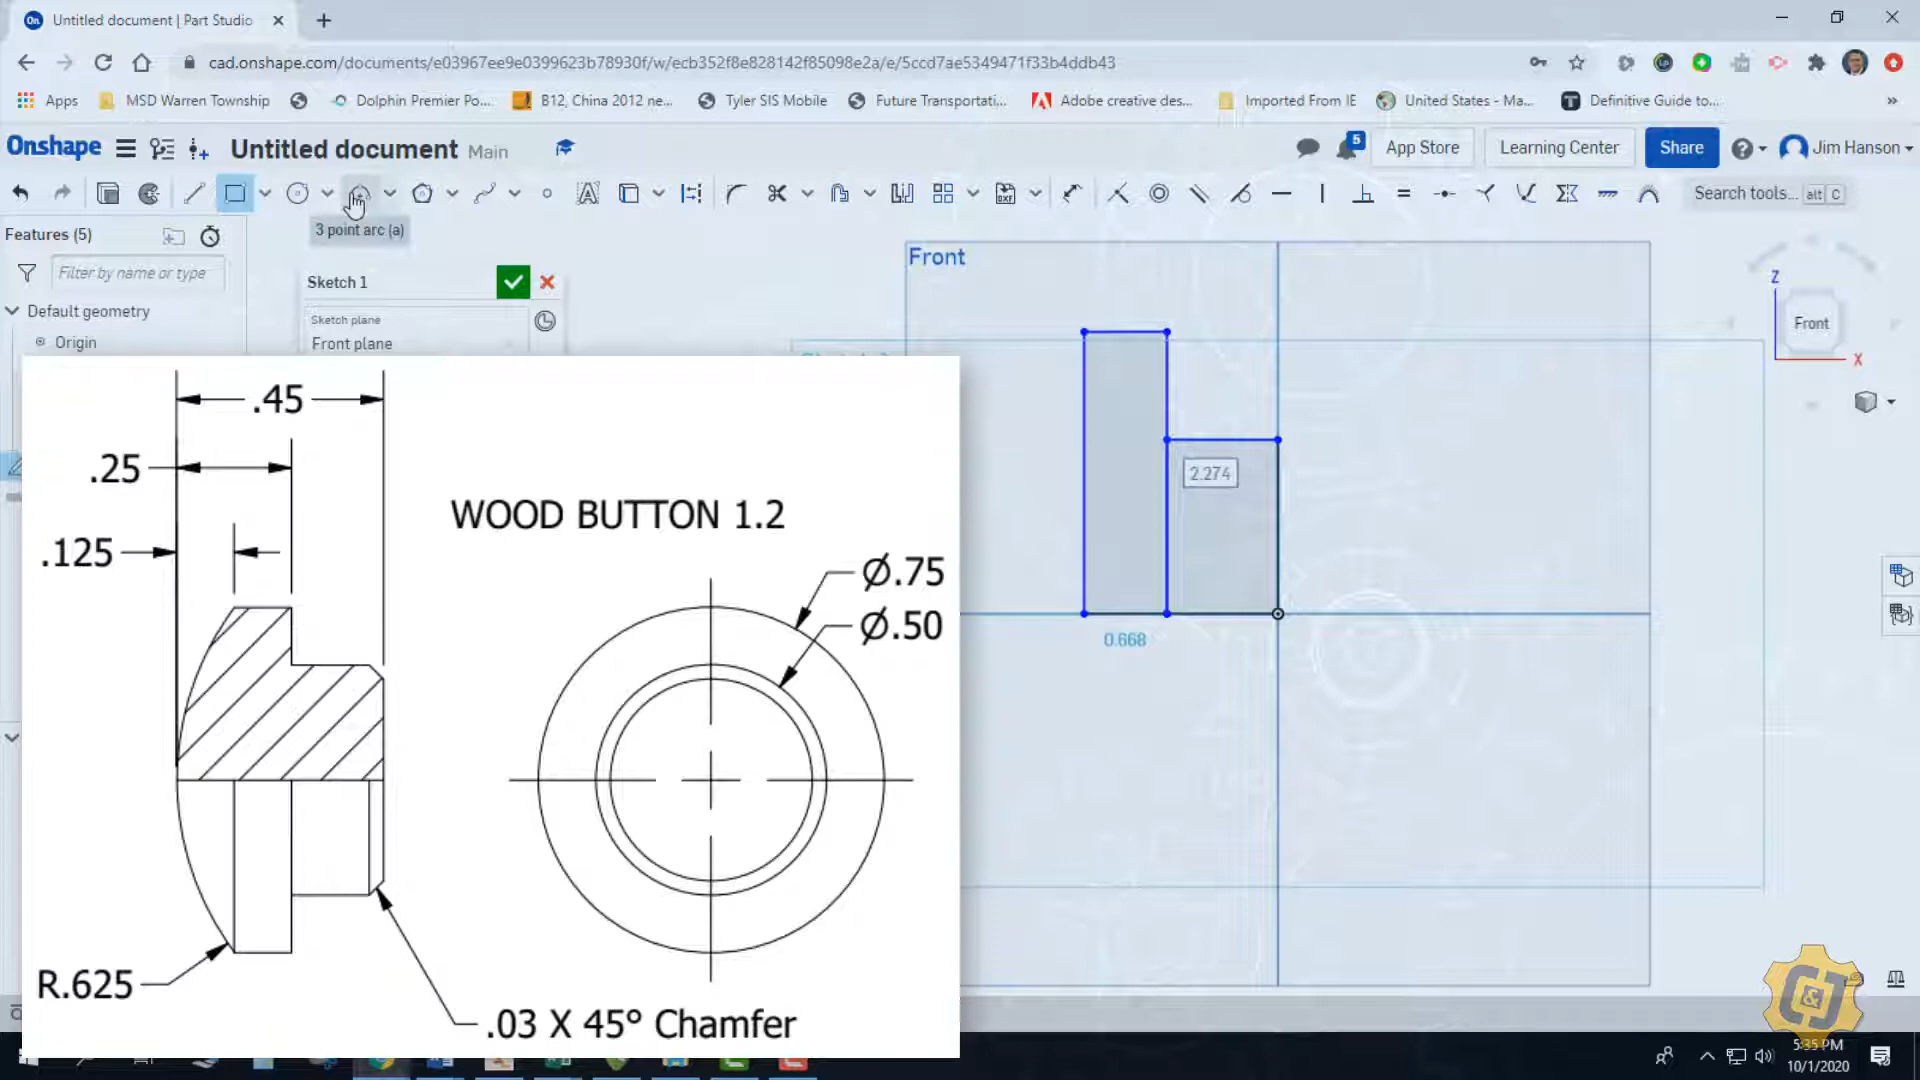 On Untitled document | Part Studio
cad.onshape.com/documents/e03967ee9e0399623b78930f/w/ecb352f8e828142f85098e2a/e/5ccd7ae5349471f33b4ddb43
Apps MSD Warren Township Dolphin Premier Po... B12, China 2012 ne... Tyler SIS Mobile Future Transportati... Adobe creative des... Imported From IE United States - Ma... Definitive Guide to... »
Onshape Untitled document Main 5 App Store Learning Center Share Jim Hanson
Search tools... alt C
3 point arc (a)
Features (5)
Filter by name or type
Sketch 1
Sketch plane
Front plane
Default geometry
Origin
Front
Z
Front
X
2.274
0.668
.45
.25
.125
WOOD BUTTON 1.2
Ø.75
Ø.50
R.625
.03 X 45° Chamfer
C&J
5:35 PM
10/1/2020